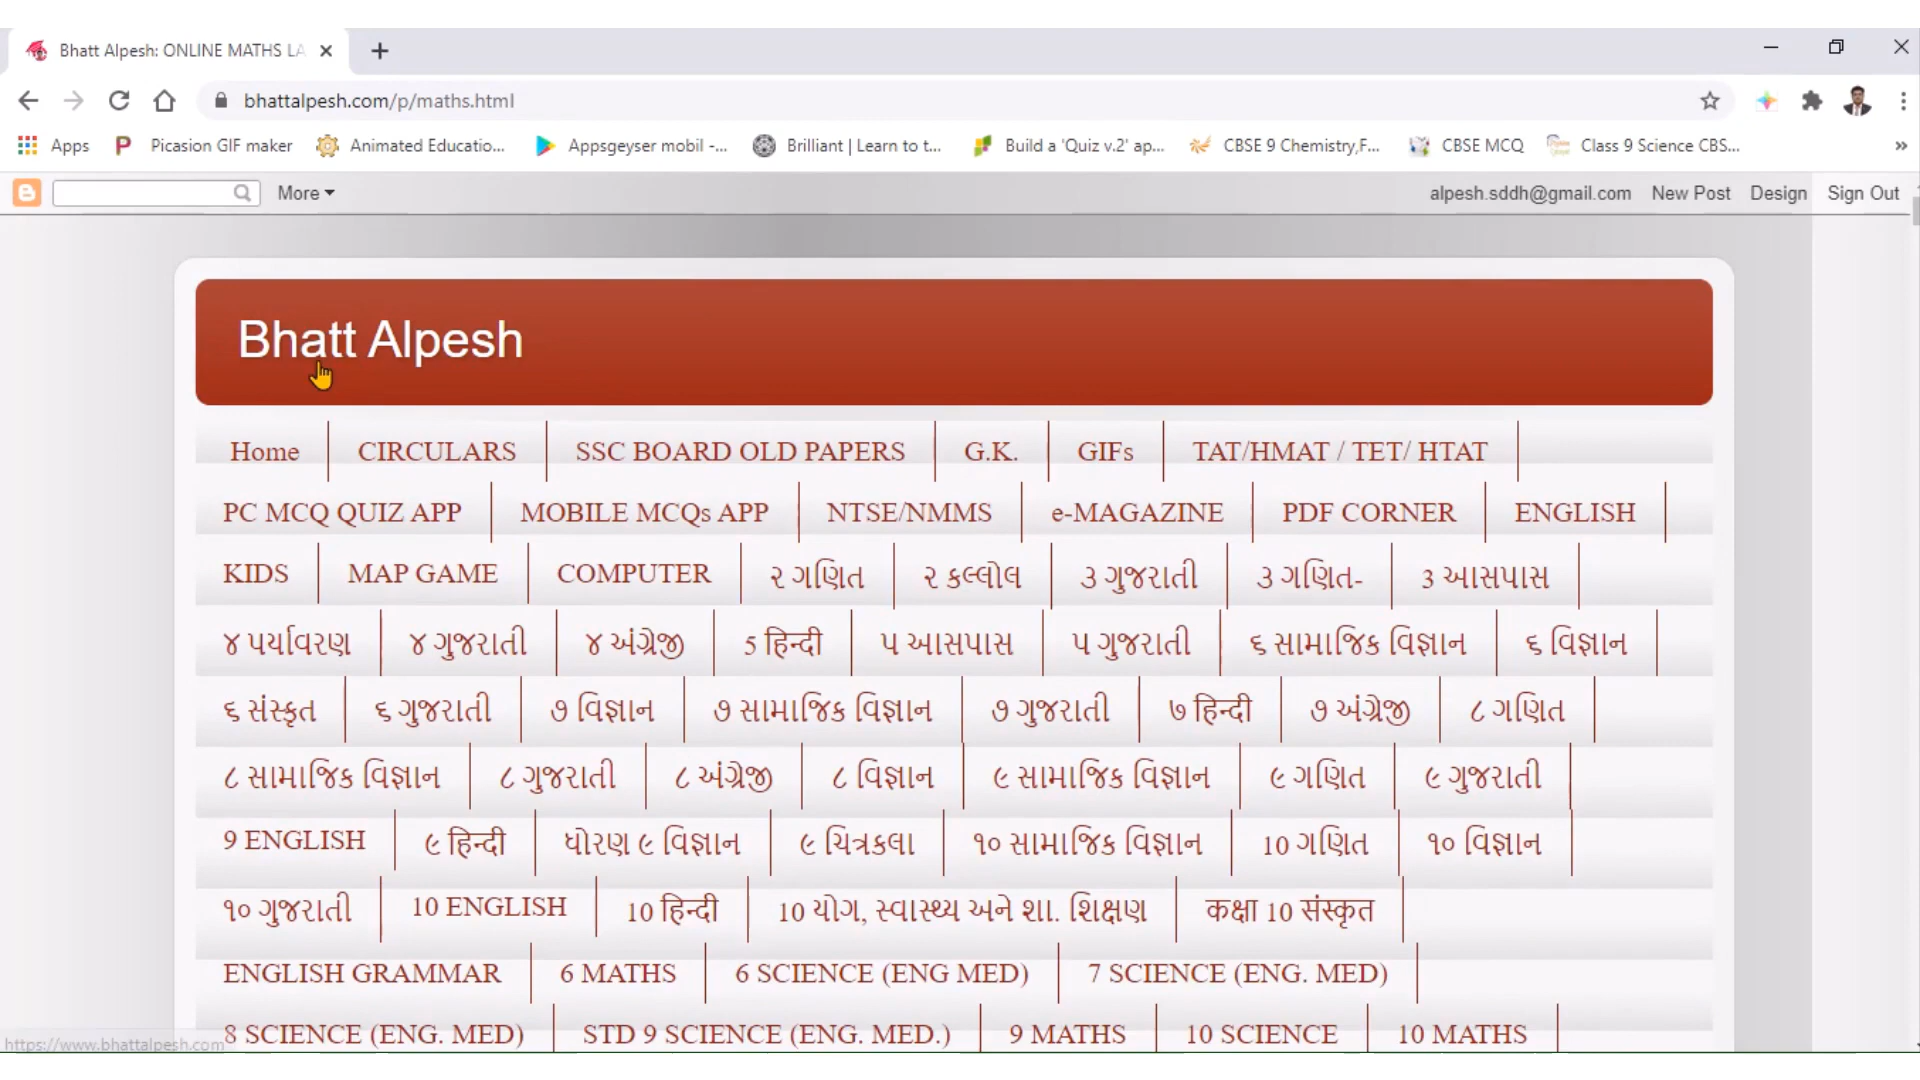 Bhatt Alpesh: ONLINE MATHS LA
bhattalpesh.com/p/maths.html
Apps Picasion GIF maker Animated Educatio... Appsgeyser mobil -... Brilliant | Learn to t... Build a 'Quiz v.2' ap... CBSE 9 Chemistry,F... CBSE MCQ Class 9 Science CBS... »
More alpesh.sddh@gmail.com New Post Design Sign Out
Bhatt Alpesh
Home CIRCULARS SSC BOARD OLD PAPERS G.K. GIFs TAT/HMAT / TET/ HTAT
PC MCQ QUIZ APP MOBILE MCQs APP NTSE/NMMS e-MAGAZINE PDF CORNER ENGLISH
KIDS MAP GAME COMPUTER ૨ ગણિત ૨ કલ્લોલ ૩ ગુજરાતી ૩ ગણિત- 3 આસપાસ
૪ પર્યાવરણ ૪ ગુજરાતી ૪ અંગ્રેજી 5 हिन्दी ૫ આસપાસ ૫ ગુજરાતી ૬ સામાજિક વિજ્ઞાન ૬ વિજ્ઞાન
૬ સંસ્કૃત ૬ ગુજરાતી ૭ વિજ્ઞાન ૭ સામાજિક વિજ્ઞાન ૭ ગુજરાતી ७ हिन्दी ૭ અંગ્રેજી ૮ ગણિત
૮ સામાજિક વિજ્ઞાન ૮ ગુજરાતી ૮ અંગ્રેજી ૮ વિજ્ઞાન ૯ સામાજિક વિજ્ઞાન ૯ ગણિત ૯ ગુજરાતી
9 ENGLISH ૯ हिन्दी ધોરણ ૯ વિજ્ઞાન ૯ ચિત્રકલા ૧૦ સામાજિક વિજ્ઞાન 10 ગણિત ૧૦ વિજ્ઞાન
૧૦ ગુજરાતી 10 ENGLISH 10 हिन्दी 10 યોગ, સ્વાસ્થ્ય અને શા. શિક્ષણ कक्षा 10 संस्कृत
ENGLISH GRAMMAR 6 MATHS 6 SCIENCE (ENG MED) 7 SCIENCE (ENG. MED)
8 SCIENCE (ENG. MED) STD 9 SCIENCE (ENG. MED.) 9 MATHS 10 SCIENCE 10 MATHS
https://www.bhattalpesh.com